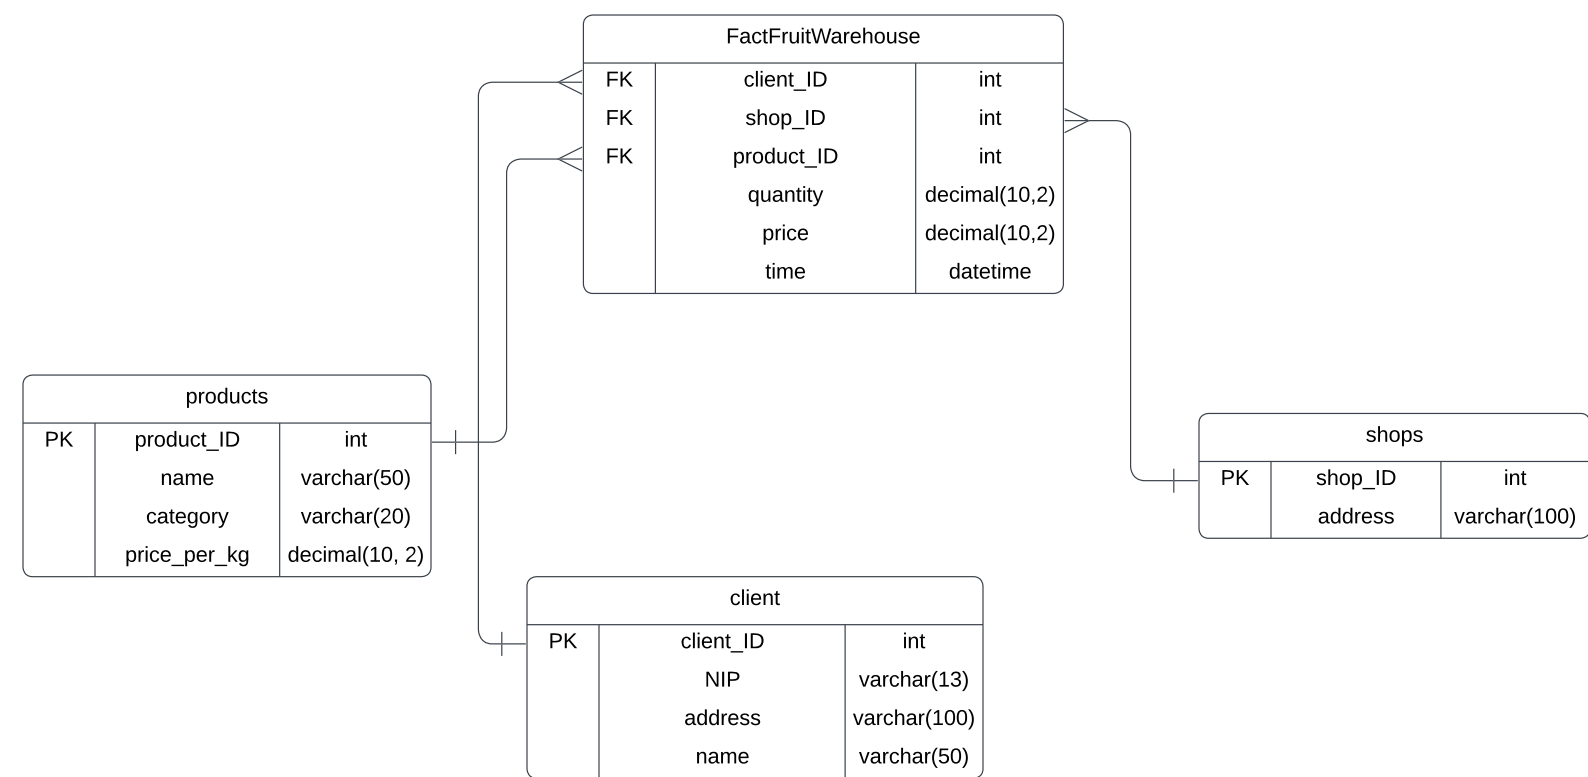 FactFruitWarehouse
FK client_ID int
FK shop_ID int
FK product_ID int
quantity decimal(10,2)
price decimal(10,2)
time datetime
products
PK product_ID int
name varchar(50)
category varchar(20)
price_per_kg decimal(10, 2)
shops
PK shop_ID int
address varchar(100)
client
PK client_ID int
NIP varchar(13)
address varchar(100)
name varchar(50)